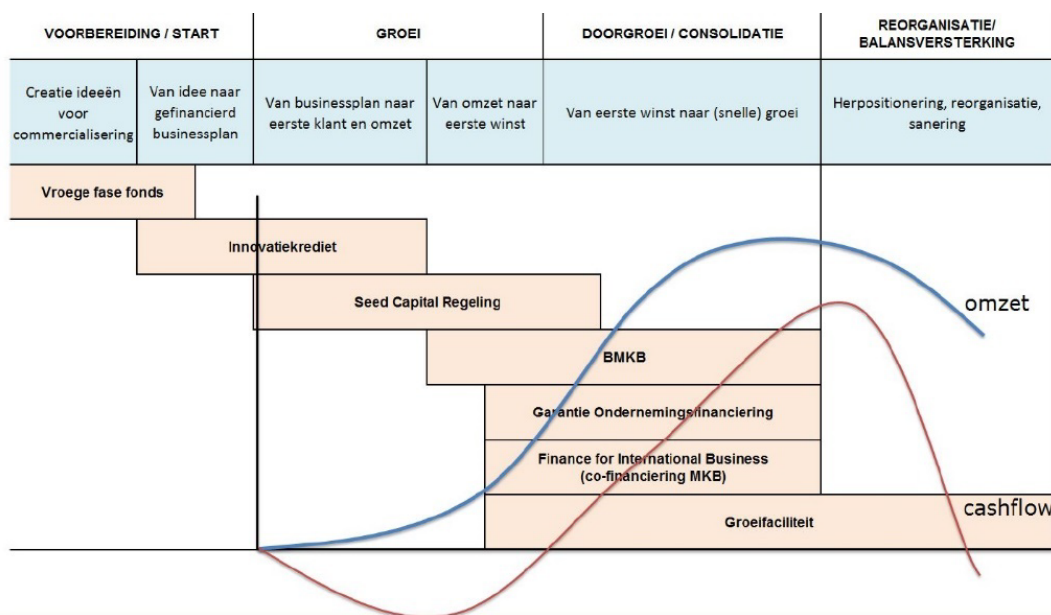 VOORBEREIDING / START
GROEI
DOORGROEI / CONSOLIDATIE
REORGANISATIE/
BALANSVERSTERKING
Creatie ideeën
voor
commercialisering
Van idee naar
gefinancierd
businessplan
Van businessplan naar
eerste klant en omzet
Van omzet naar
eerste winst
Van eerste winst naar (snelle) groei
Herpositionering, reorganisatie,
sanering
Vroege fase fonds
Innovatiekrediet
Seed Capital Regeling
omzet
BMKB
Garantie Ondernemingsfinanciering
Finance for International Business
(co-financiering MKB)
cashflow
Groeifaciliteit